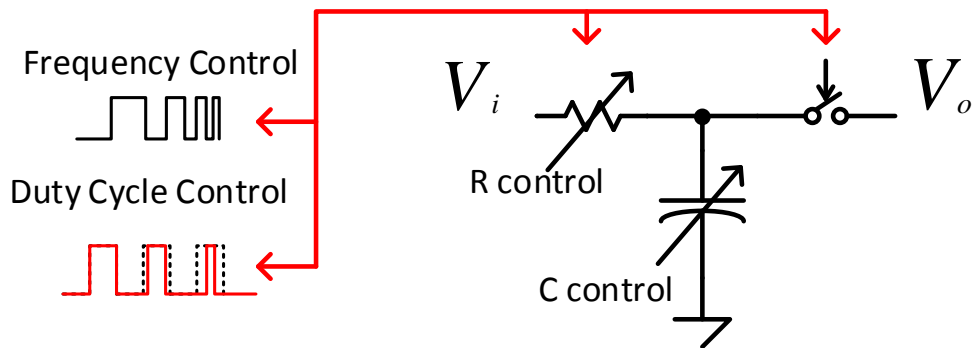 Frequency Control
Duty Cycle Control
V i
R control
C control
V o